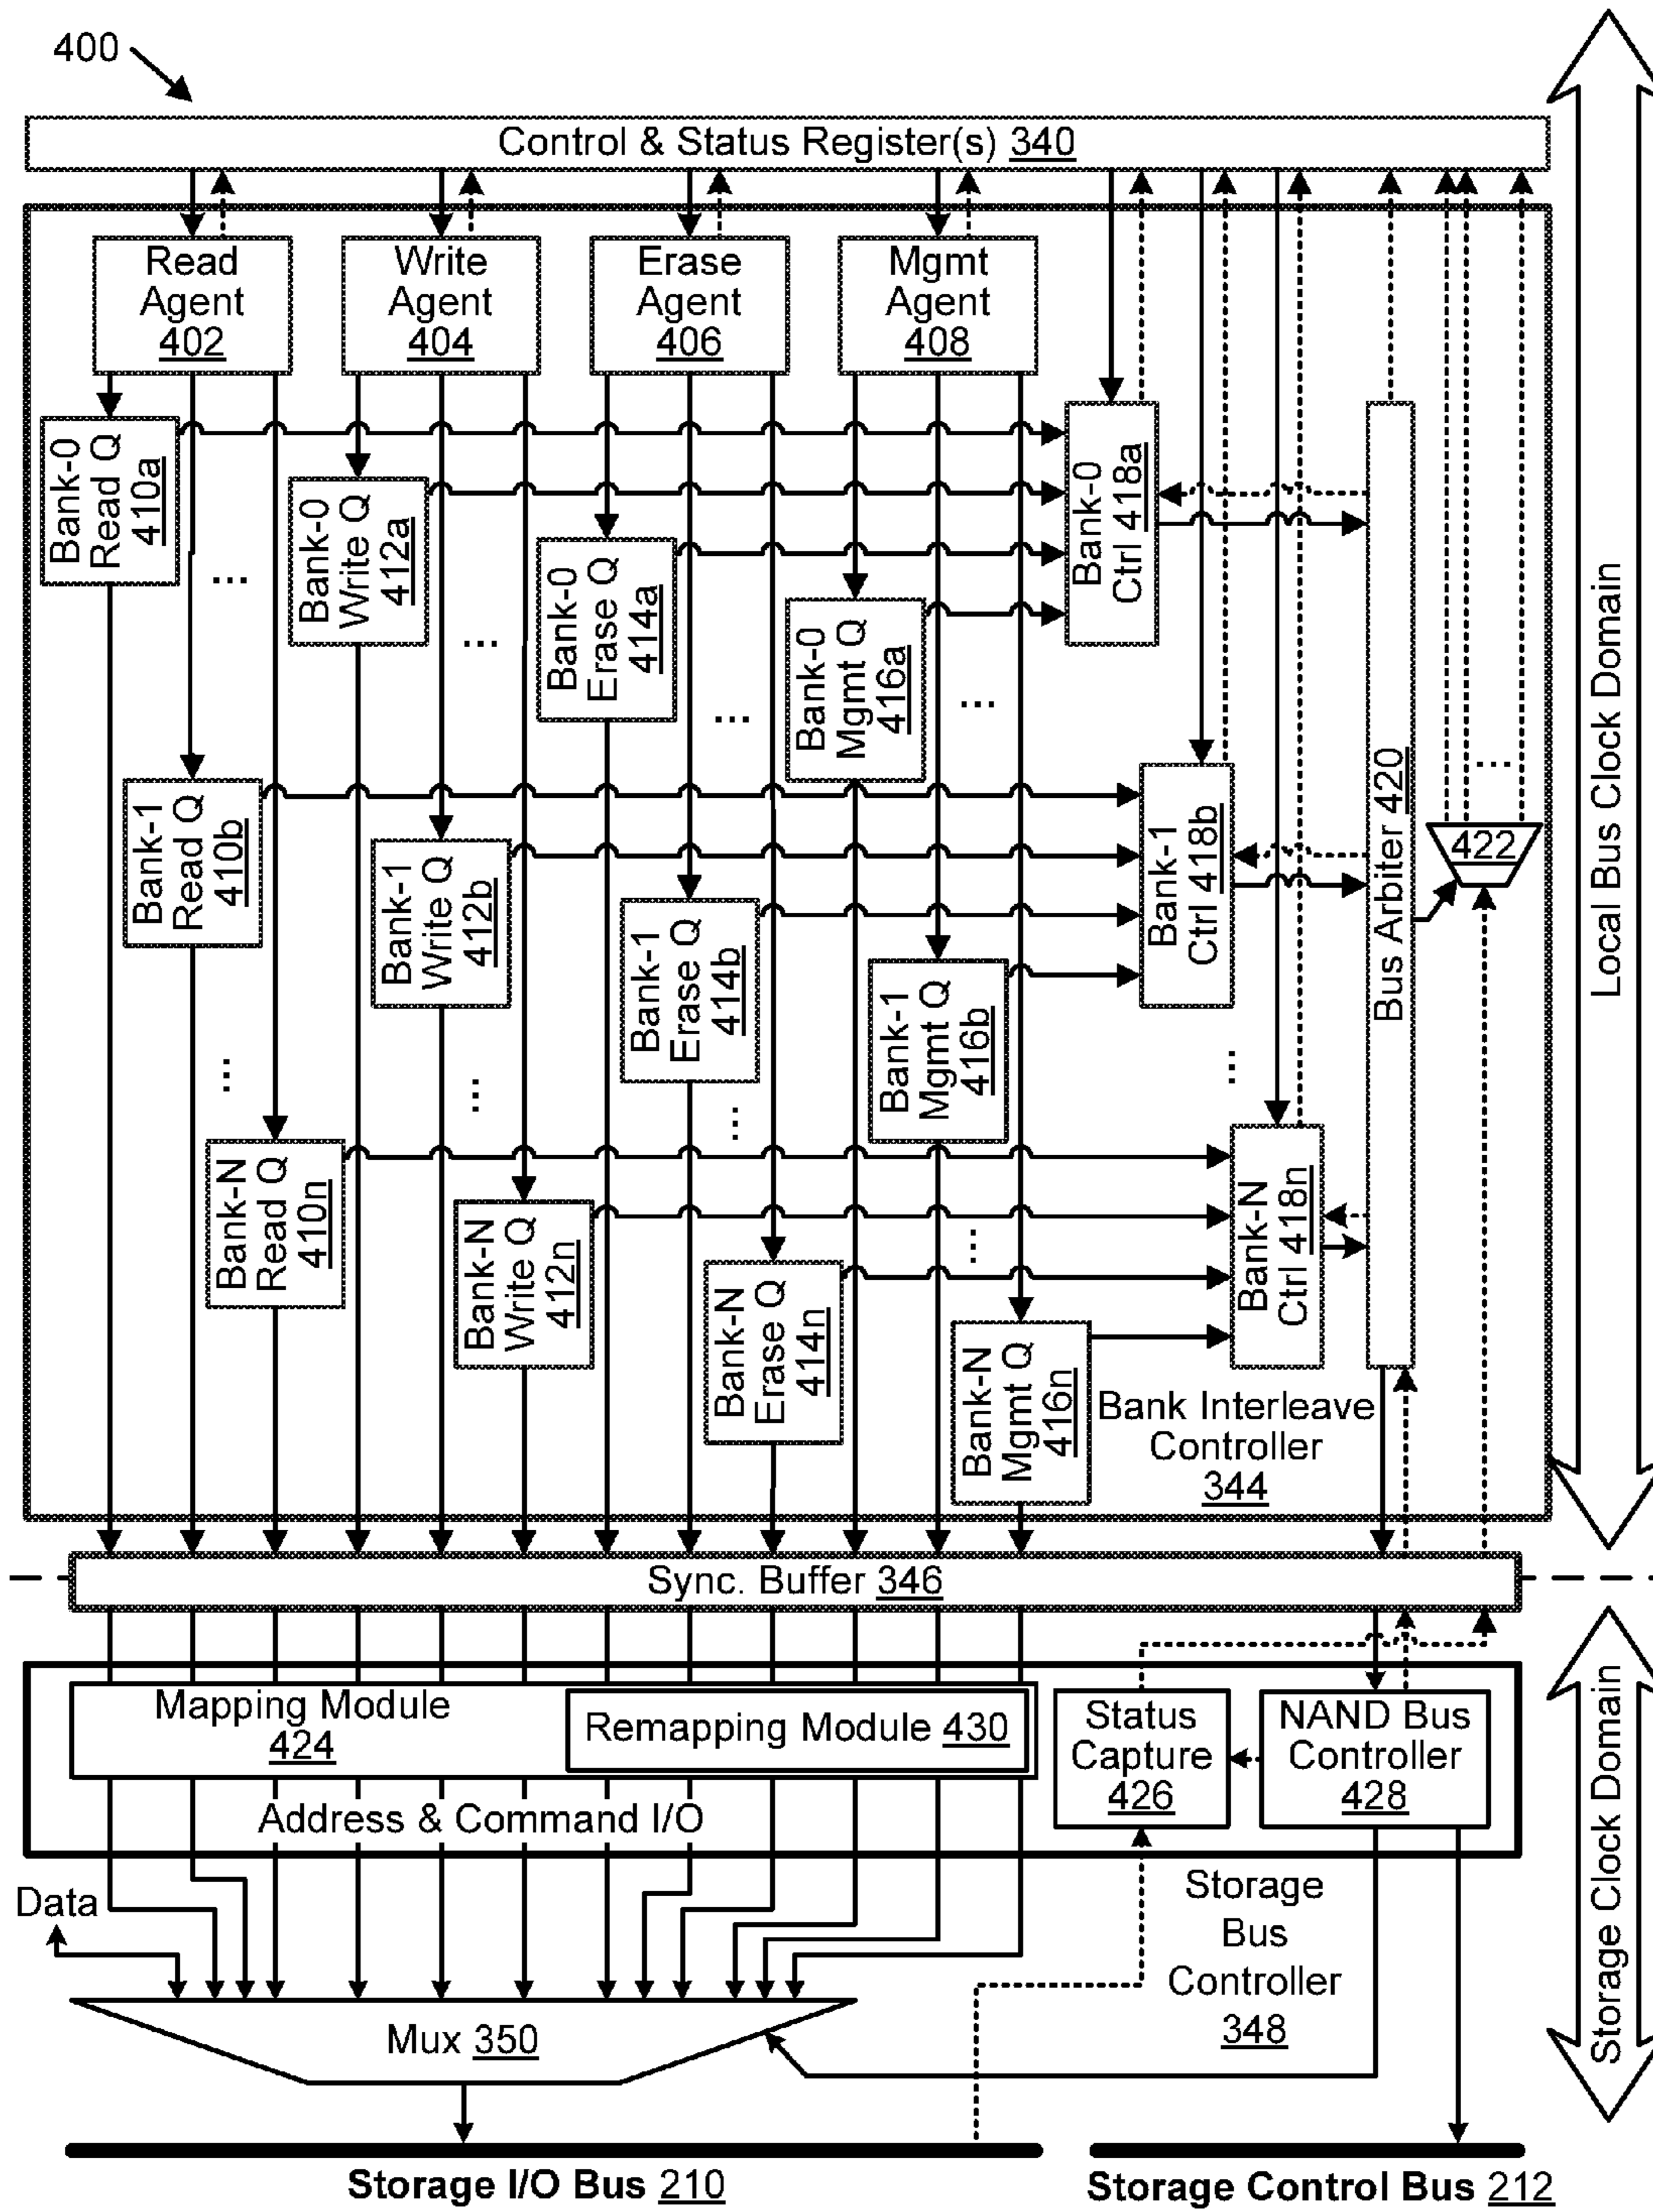 400
Control & Status Register(s) 340
Read
Agent
402
Write
Agent
404
Erase
Agent
406
Mgmt
Agent
408
Bank-0
Read Q
410a
Bank-0
Write Q
412a
Bank-0
Erase Q
414a
Bank-0
Mgmt Q
416a
Bank-0
Ctrl 418a
...
...
...
...
Bank-1
Read Q
410b
Bank-1
Write Q
412b
Bank-1
Erase Q
414b
Bank-1
Mgmt Q
416b
Bank-1
Ctrl 418b
Bus Arbiter 420
...
422
...
...
...
...
...
Bank-N
Read Q
410n
Bank-N
Write Q
412n
Bank-N
Erase Q
414n
Bank-N
Mgmt Q
416n
Bank-N
Ctrl 418n
Bank Interleave
Controller
344
Local Bus Clock Domain
Sync. Buffer 346
Mapping Module
424
Remapping Module 430
Status
Capture
426
NAND Bus
Controller
428
Address & Command I/O
Storage Clock Domain
Data
Storage
Bus
Controller
348
Mux 350
Storage I/O Bus 210
Storage Control Bus 212